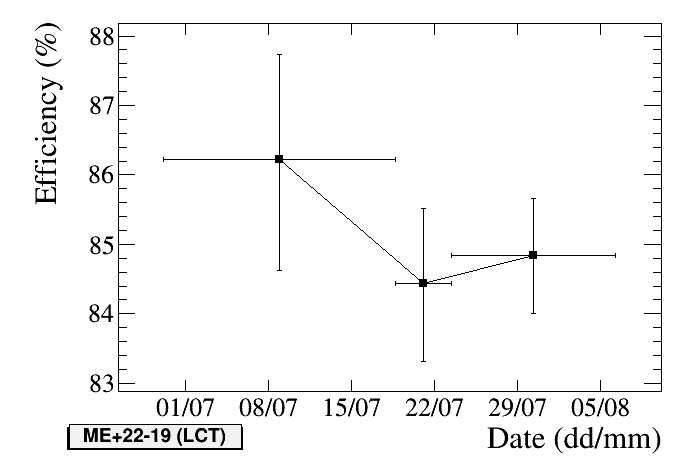 Efficiency (%)
88
87
86
85
84
83
01/07 08/07 15/07 22/07 29/07 05/08
Date (dd/mm)
ME+22-19 (LCT)